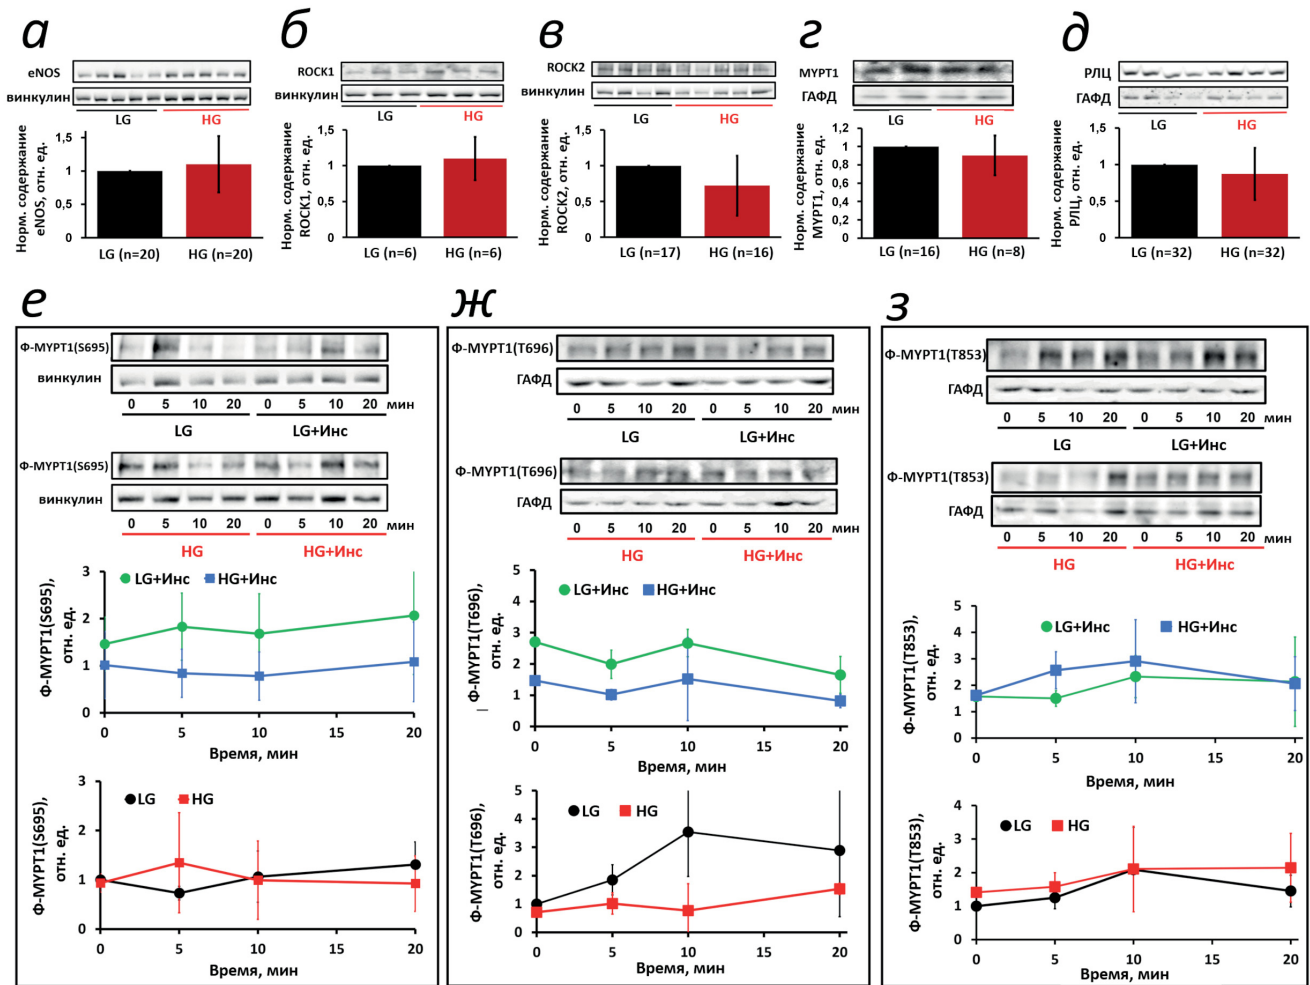 а
eNOS
винкулин
LG HG
Норм. содержание
eNOS, отн. ед.
1,5
1
0,5
0
LG (n=20) HG (n=20)
б
ROCK1
винкулин
LG HG
Норм. содержание
ROCK1, отн. ед.
1,5
1
0,5
0
LG (n=6) HG (n=6)
в
ROCK2
винкулин
LG HG
Норм. содержание
ROCK2, отн. ед.
1,5
1
0,5
0
LG (n=17) HG (n=16)
г
MYPT1
ГАФД
LG HG
Норм. содержание
MYPT1, отн. ед.
1,2
1
0,8
0,6
0,4
0,2
0
LG (n=16) HG (n=8)
д
РЛЦ
ГАФД
LG HG
Норм. содержание
РЛЦ, отн. ед.
1,5
1
0,5
0
LG (n=32) HG (n=32)
е
Ф-MYPT1(S695)
винкулин
0 5 10 20 0 5 10 20 мин
LG LG+Инс
Ф-MYPT1(S695)
винкулин
0 5 10 20 0 5 10 20 мин
HG HG+Инс
LG+Инс HG+Инс
Ф-MYPT1(S695),
отн. ед.
3
2
1
0
0 5 10 15 20
Время, мин
LG HG
Ф-MYPT1(S695),
отн. ед.
3
2
1
0
0 5 10 15 20
Время, мин
ж
Ф-MYPT1(T696)
ГАФД
0 5 10 20 0 5 10 20 мин
LG LG+Инс
Ф-MYPT1(T696)
ГАФД
0 5 10 20 0 5 10 20 мин
HG HG+Инс
LG+Инс HG+Инс
Ф-MYPT1(T696),
отн. ед.
5
4
3
2
1
0
0 5 10 15 20
Время, мин
LG HG
Ф-MYPT1(T696),
отн. ед.
5
4
3
2
1
0
0 5 10 15 20
Время, мин
з
Ф-MYPT1(T853)
ГАФД
0 5 10 20 0 5 10 20 мин
LG LG+Инс
Ф-MYPT1(T853)
ГАФД
0 5 10 20 0 5 10 20 мин
HG HG+Инс
LG+Инс HG+Инс
Ф-MYPT1(T853),
отн. ед.
5
4
3
2
1
0
0 5 10 15 20
Время, мин
LG HG
Ф-MYPT1(T853),
отн. ед.
4
3
2
1
0
0 5 10 15 20
Время, мин